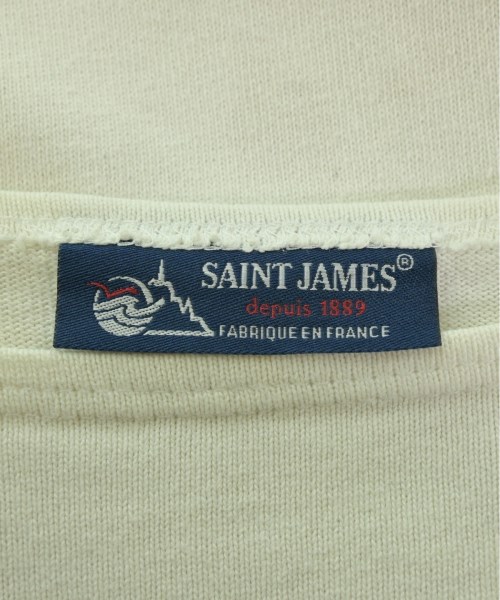 SAINT JAMES®
depuis 1889
FABRIQUE EN FRANCE